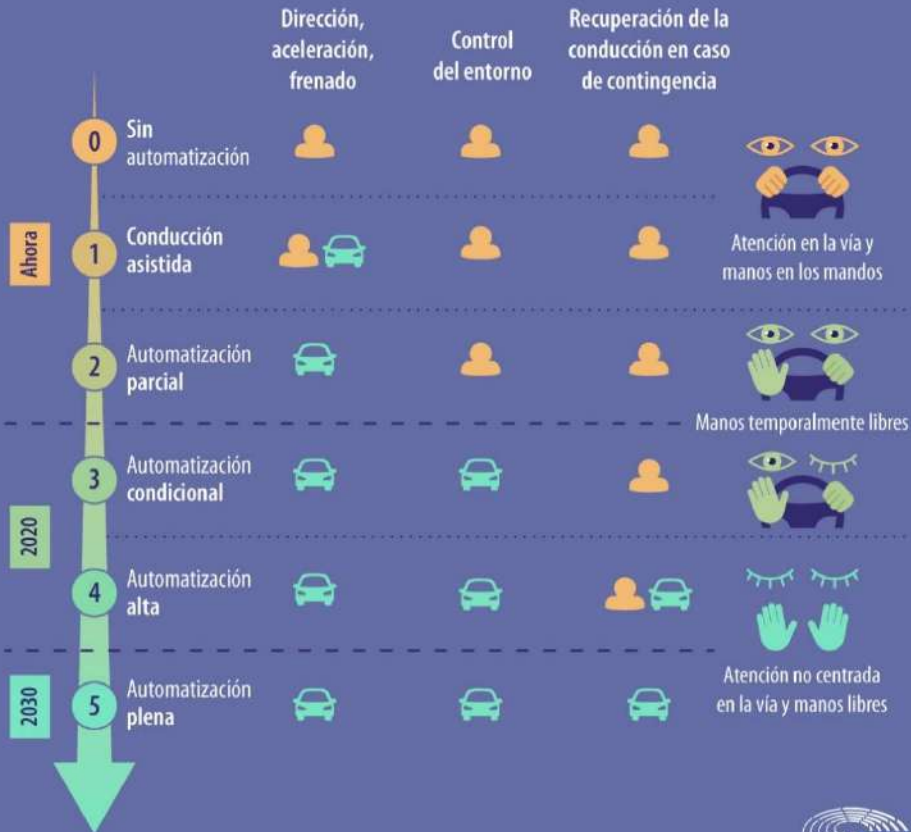 Dirección,
aceleración,
frenado
Control
del entorno
Recuperación de la
conducción en caso
de contingencia
0
Sin
automatización
Ahora
1
Conducción
asistida
Atención en la vía y
manos en los mandos
2
Automatización
parcial
Manos temporalmente libres
3
Automatización
condicional
2020
4
Automatización
alta
Atención no centrada
en la vía y manos libres
2030
5
Automatización
plena